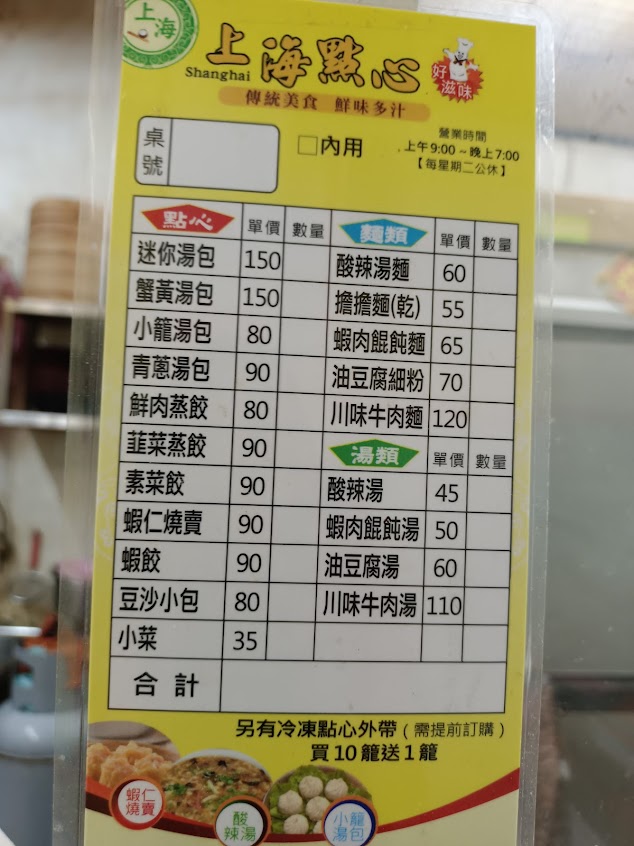 上海
上海點心
Shanghai
好滋味
傳統美食 鮮味多汁
桌號
□內用
營業時間
上午9:00~晚上7:00
【每星期二公休】
點心 單價 數量
迷你湯包 150
蟹黃湯包 150
小籠湯包 80
青蔥湯包 90
鮮肉蒸餃 80
韮菜蒸餃 90
素菜餃 90
蝦仁燒賣 90
蝦餃 90
豆沙小包 80
小菜 35
麵類 單價 數量
酸辣湯麵 60
擔擔麵(乾) 55
蝦肉餛飩麵 65
油豆腐細粉 70
川味牛肉麵 120
湯類 單價 數量
酸辣湯 45
蝦肉餛飩湯 50
油豆腐湯 60
川味牛肉湯 110
合計
另有冷凍點心外帶(需提前訂購)
買10籠送1籠
蝦仁燒賣
酸辣湯
小籠湯包